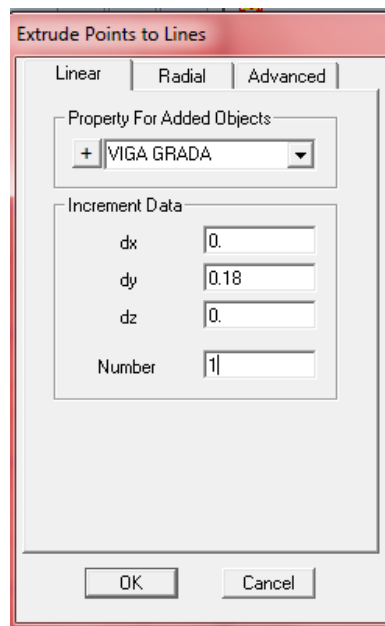 Extrude Points to Lines
Linear Radial Advanced
Property For Added Objects
+ VIGA GRADA
Increment Data
dx 0.
dy 0.18
dz 0.
Number 1
OK Cancel